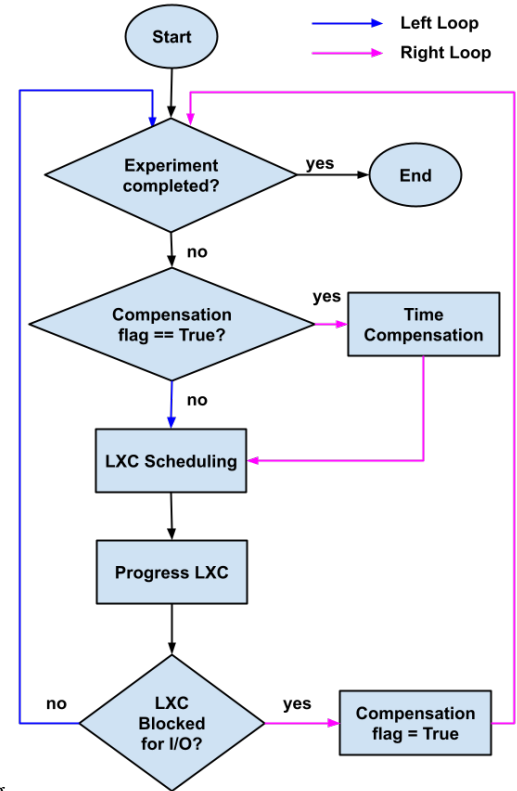 Start
Left Loop
Right Loop
Experiment
completed?
yes
End
no
Compensation
flag == True?
yes
Time
Compensation
no
LXC Scheduling
Progress LXC
no
LXC
Blocked
for I/O?
yes
Compensation
flag = True